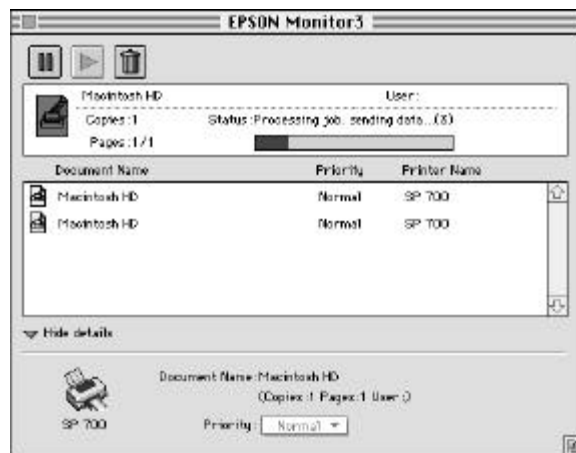 EPSON Monitor3
Macintosh HD User:
Copies:1 Status:Processing job. sending data...(3)
Pages:1/1
Document Name Priority Printer Name
Macintosh HD Normal SP 700
Macintosh HD Normal SP 700
Hide details
Document Name:Macintosh HD
(Copies:1 Pages:1 User:)
SP 700 Priority: Normal